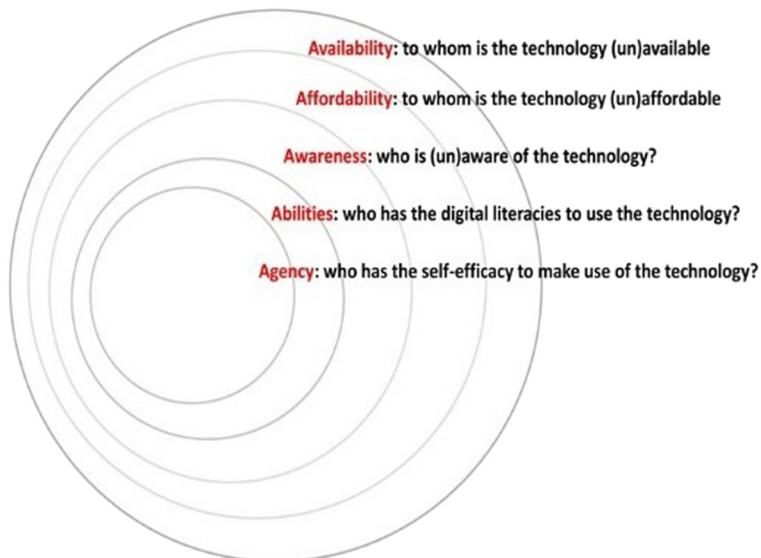 Availability: to whom is the technology (un)available
Affordability: to whom is the technology (un)affordable
Awareness: who is (un)aware of the technology?
Abilities: who has the digital literacies to use the technology?
Agency: who has the self-efficacy to make use of the technology?